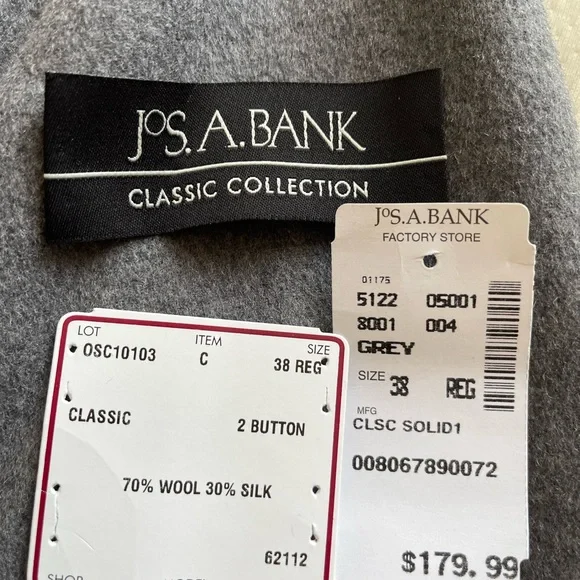 JOS. A. BANK
CLASSIC COLLECTION
JOS. A. BANK
FACTORY STORE
01175
5122 05001
8001 004
GREY
SIZE 38 REG
MFG
CLSC SOLID1
008067890072
$179.99
LOT ITEM SIZE
OSC10103 C 38 REG
CLASSIC 2 BUTTON
70% WOOL 30% SILK
62112